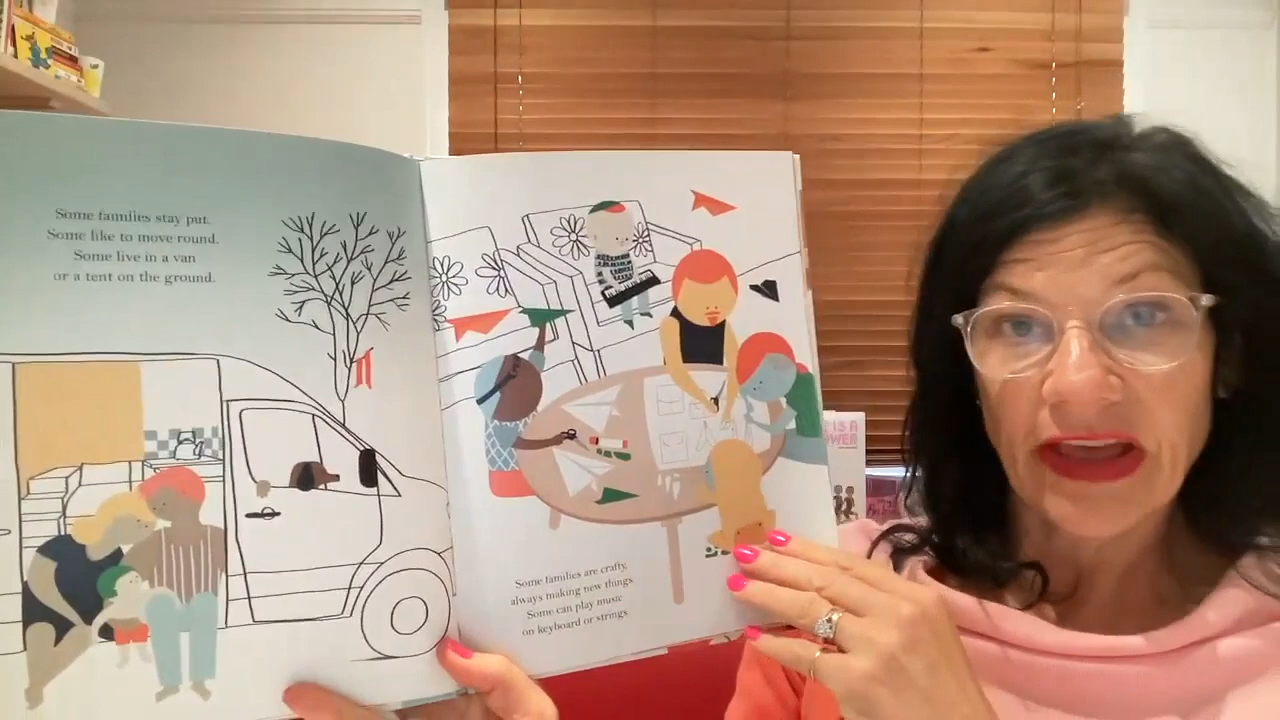 Some families stay put.
Some like to move round.
Some live in a van
or a tent on the ground.
Some families are crafty,
always making new things.
Some can play music
on keyboard or strings.
IS A